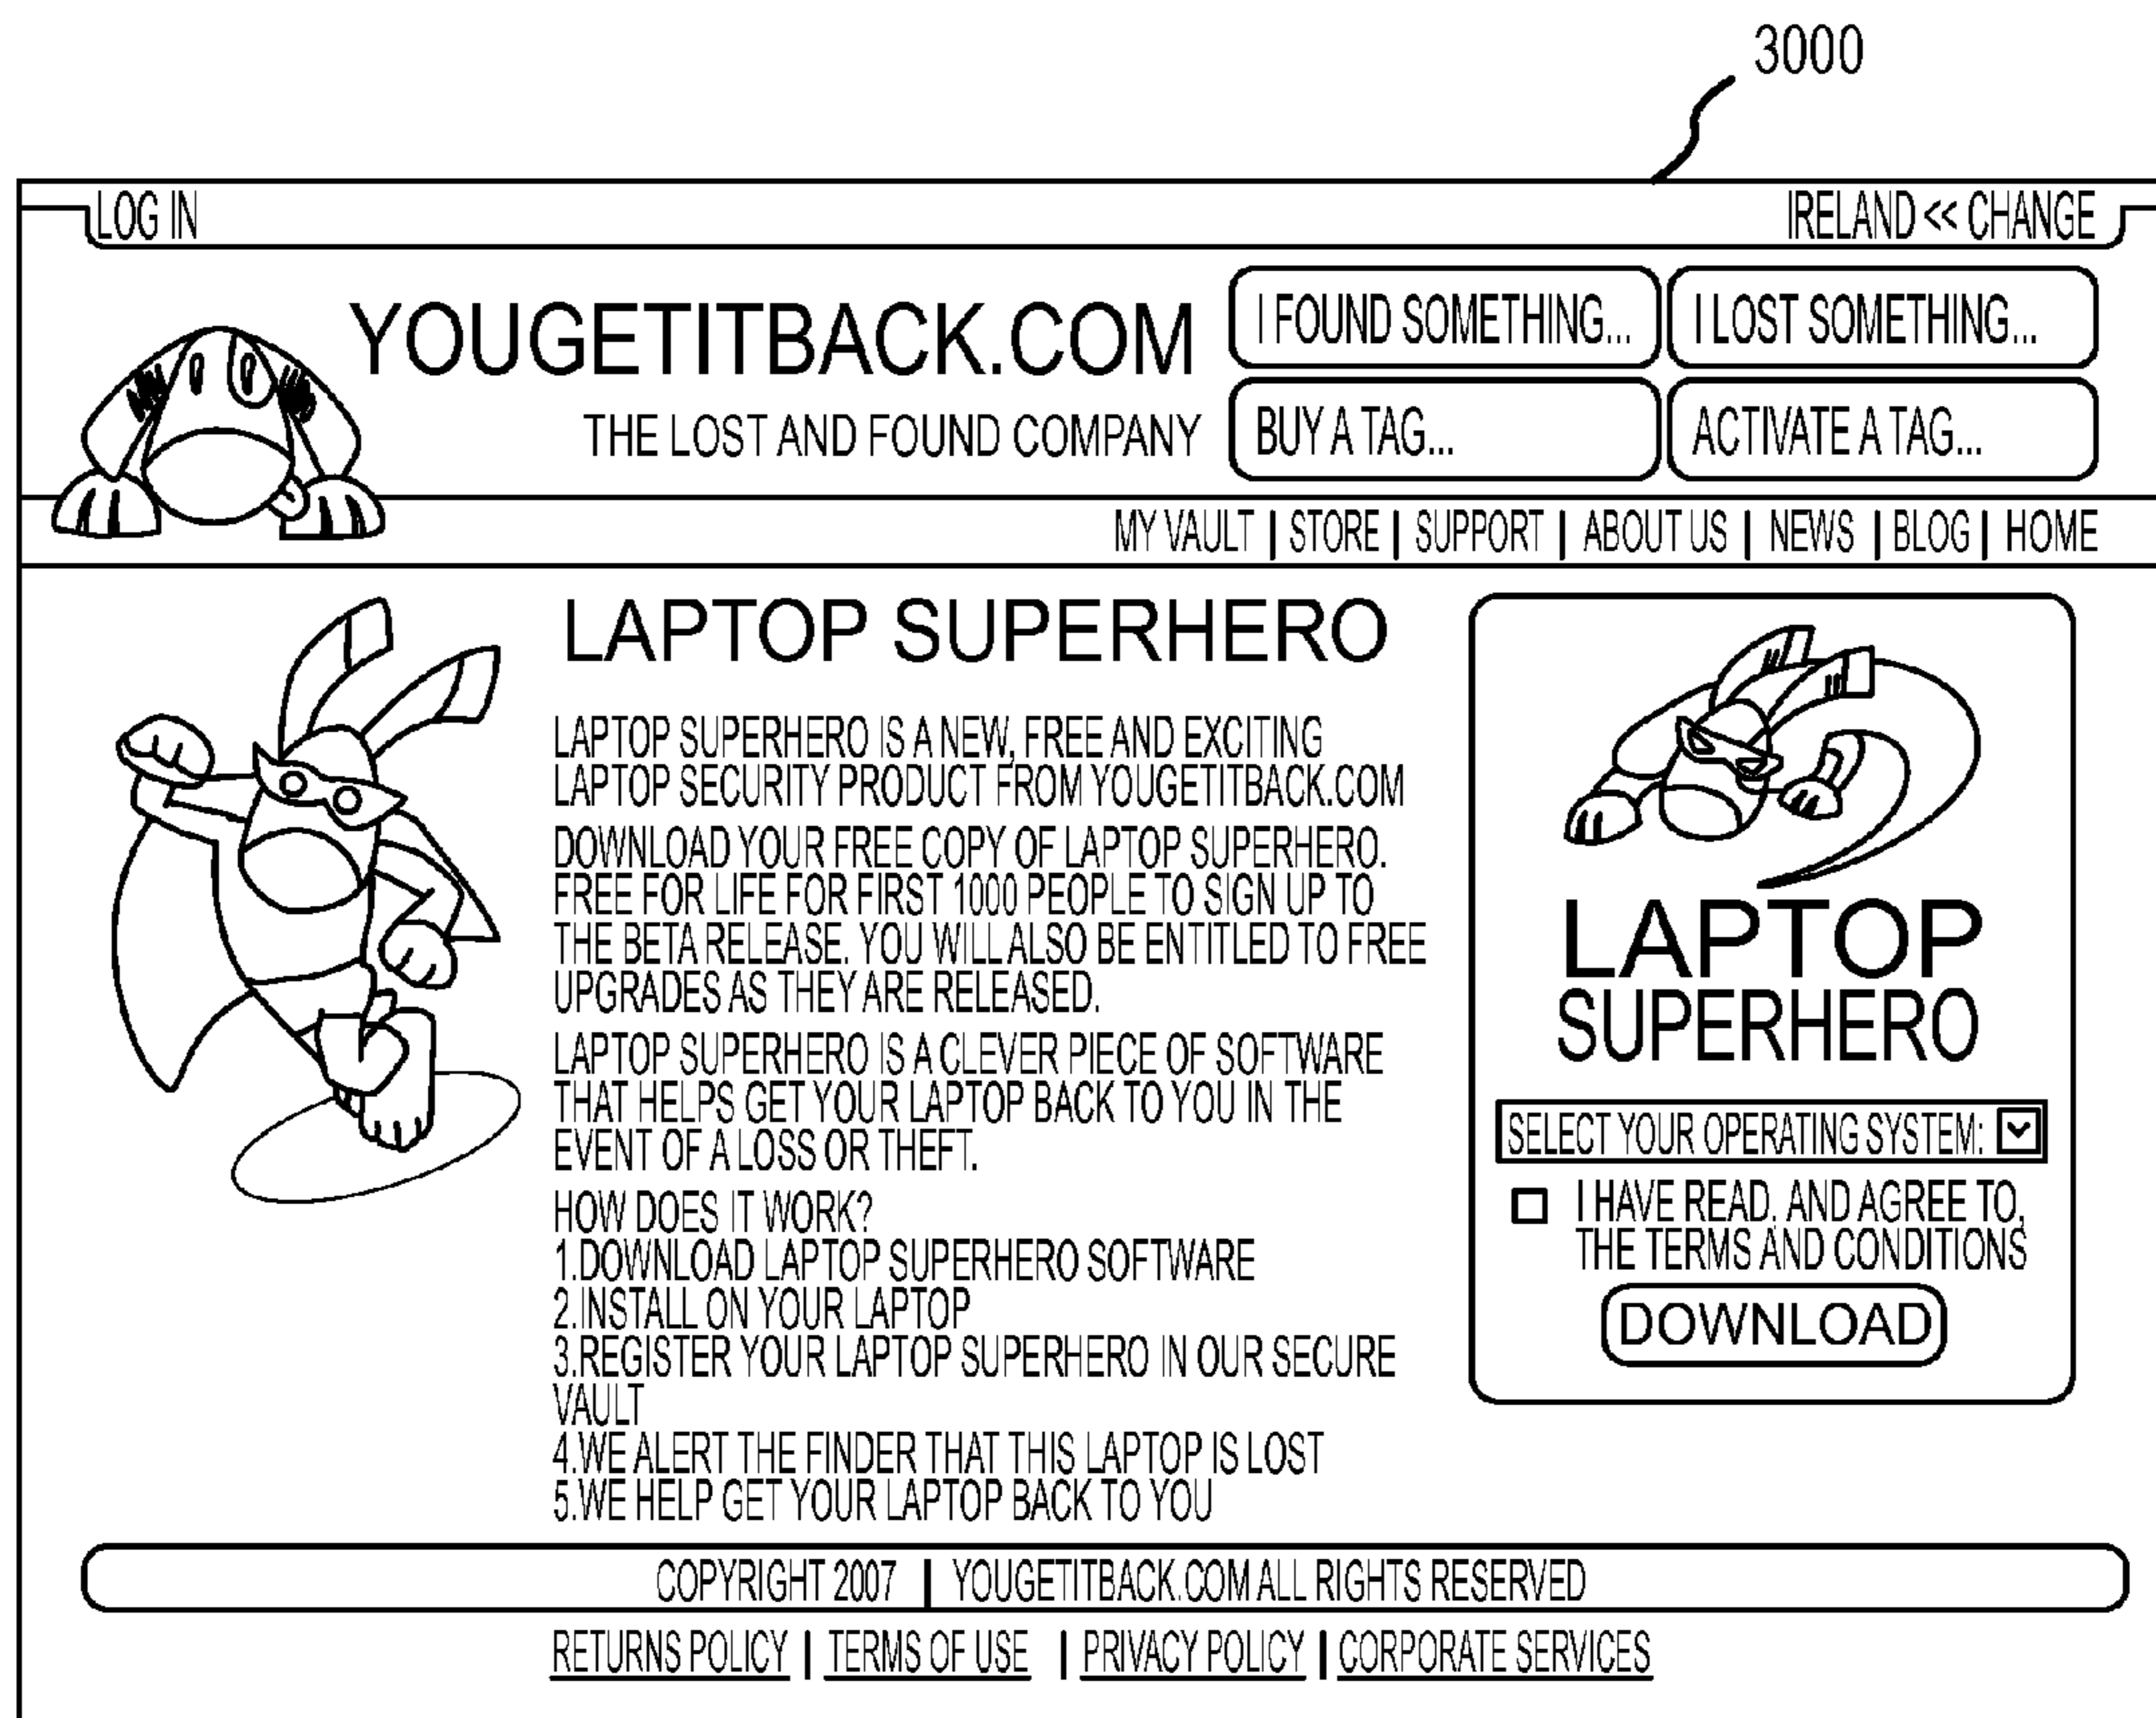 3000
LOG IN
IRELAND << CHANGE
YOUGETITBACK.COM
THE LOST AND FOUND COMPANY
I FOUND SOMETHING...
I LOST SOMETHING...
BUY A TAG...
ACTIVATE A TAG...
MY VAULT | STORE | SUPPORT | ABOUT US | NEWS | BLOG | HOME
LAPTOP SUPERHERO
LAPTOP SUPERHERO IS A NEW, FREE AND EXCITING
LAPTOP SECURITY PRODUCT FROM YOUGETITBACK.COM
DOWNLOAD YOUR FREE COPY OF LAPTOP SUPERHERO.
FREE FOR LIFE FOR FIRST 1000 PEOPLE TO SIGN UP TO
THE BETA RELEASE. YOU WILL ALSO BE ENTITLED TO FREE
UPGRADES AS THEY ARE RELEASED.
LAPTOP SUPERHERO IS A CLEVER PIECE OF SOFTWARE
THAT HELPS GET YOUR LAPTOP BACK TO YOU IN THE
EVENT OF A LOSS OR THEFT.
HOW DOES IT WORK?
1.DOWNLOAD LAPTOP SUPERHERO SOFTWARE
2.INSTALL ON YOUR LAPTOP
3.REGISTER YOUR LAPTOP SUPERHERO IN OUR SECURE
VAULT
4.WE ALERT THE FINDER THAT THIS LAPTOP IS LOST
5.WE HELP GET YOUR LAPTOP BACK TO YOU
LAPTOP
SUPERHERO
SELECT YOUR OPERATING SYSTEM:
I HAVE READ, AND AGREE TO,
THE TERMS AND CONDITIONS
DOWNLOAD
COPYRIGHT 2007 | YOUGETITBACK.COM ALL RIGHTS RESERVED
RETURNS POLICY | TERMS OF USE | PRIVACY POLICY | CORPORATE SERVICES